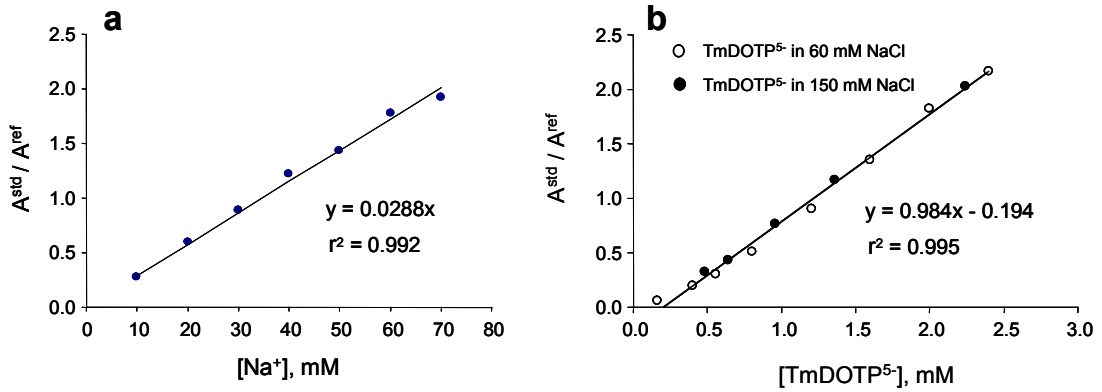 a
2.5
2.0
1.5
1.0
0.5
0.0
A^std / A^ref
y = 0.0288x
r² = 0.992
0 10 20 30 40 50 60 70 80
[Na⁺], mM
b
2.5
2.0
1.5
1.0
0.5
0.0
A^std / A^ref
TmDOTP⁵⁻ in 60 mM NaCl
TmDOTP⁵⁻ in 150 mM NaCl
y = 0.984x - 0.194
r² = 0.995
0.0 0.5 1.0 1.5 2.0 2.5 3.0
[TmDOTP⁵⁻], mM